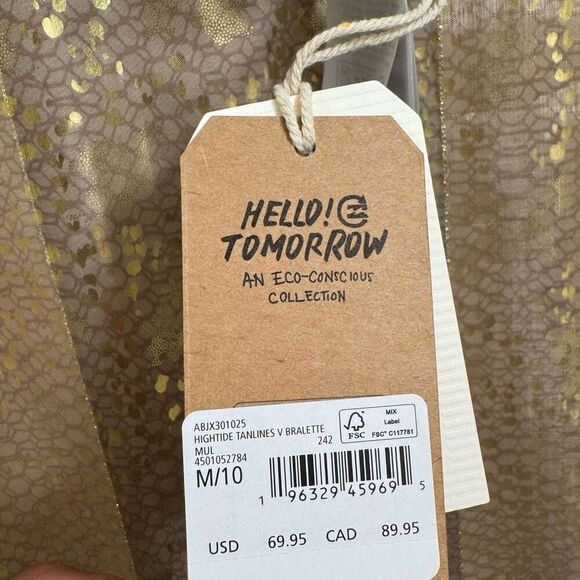 HELLO!
TOMORROW
AN ECO-CONSCIOUS
COLLECTION
ABJX301025
HIGHTIDE TANLINES V BRALETTE
MUL 242
4501052784
M/10
FSC
MIX
Label
FSC™ C117781
1 96329 45969 5
USD 69.95 CAD 89.95